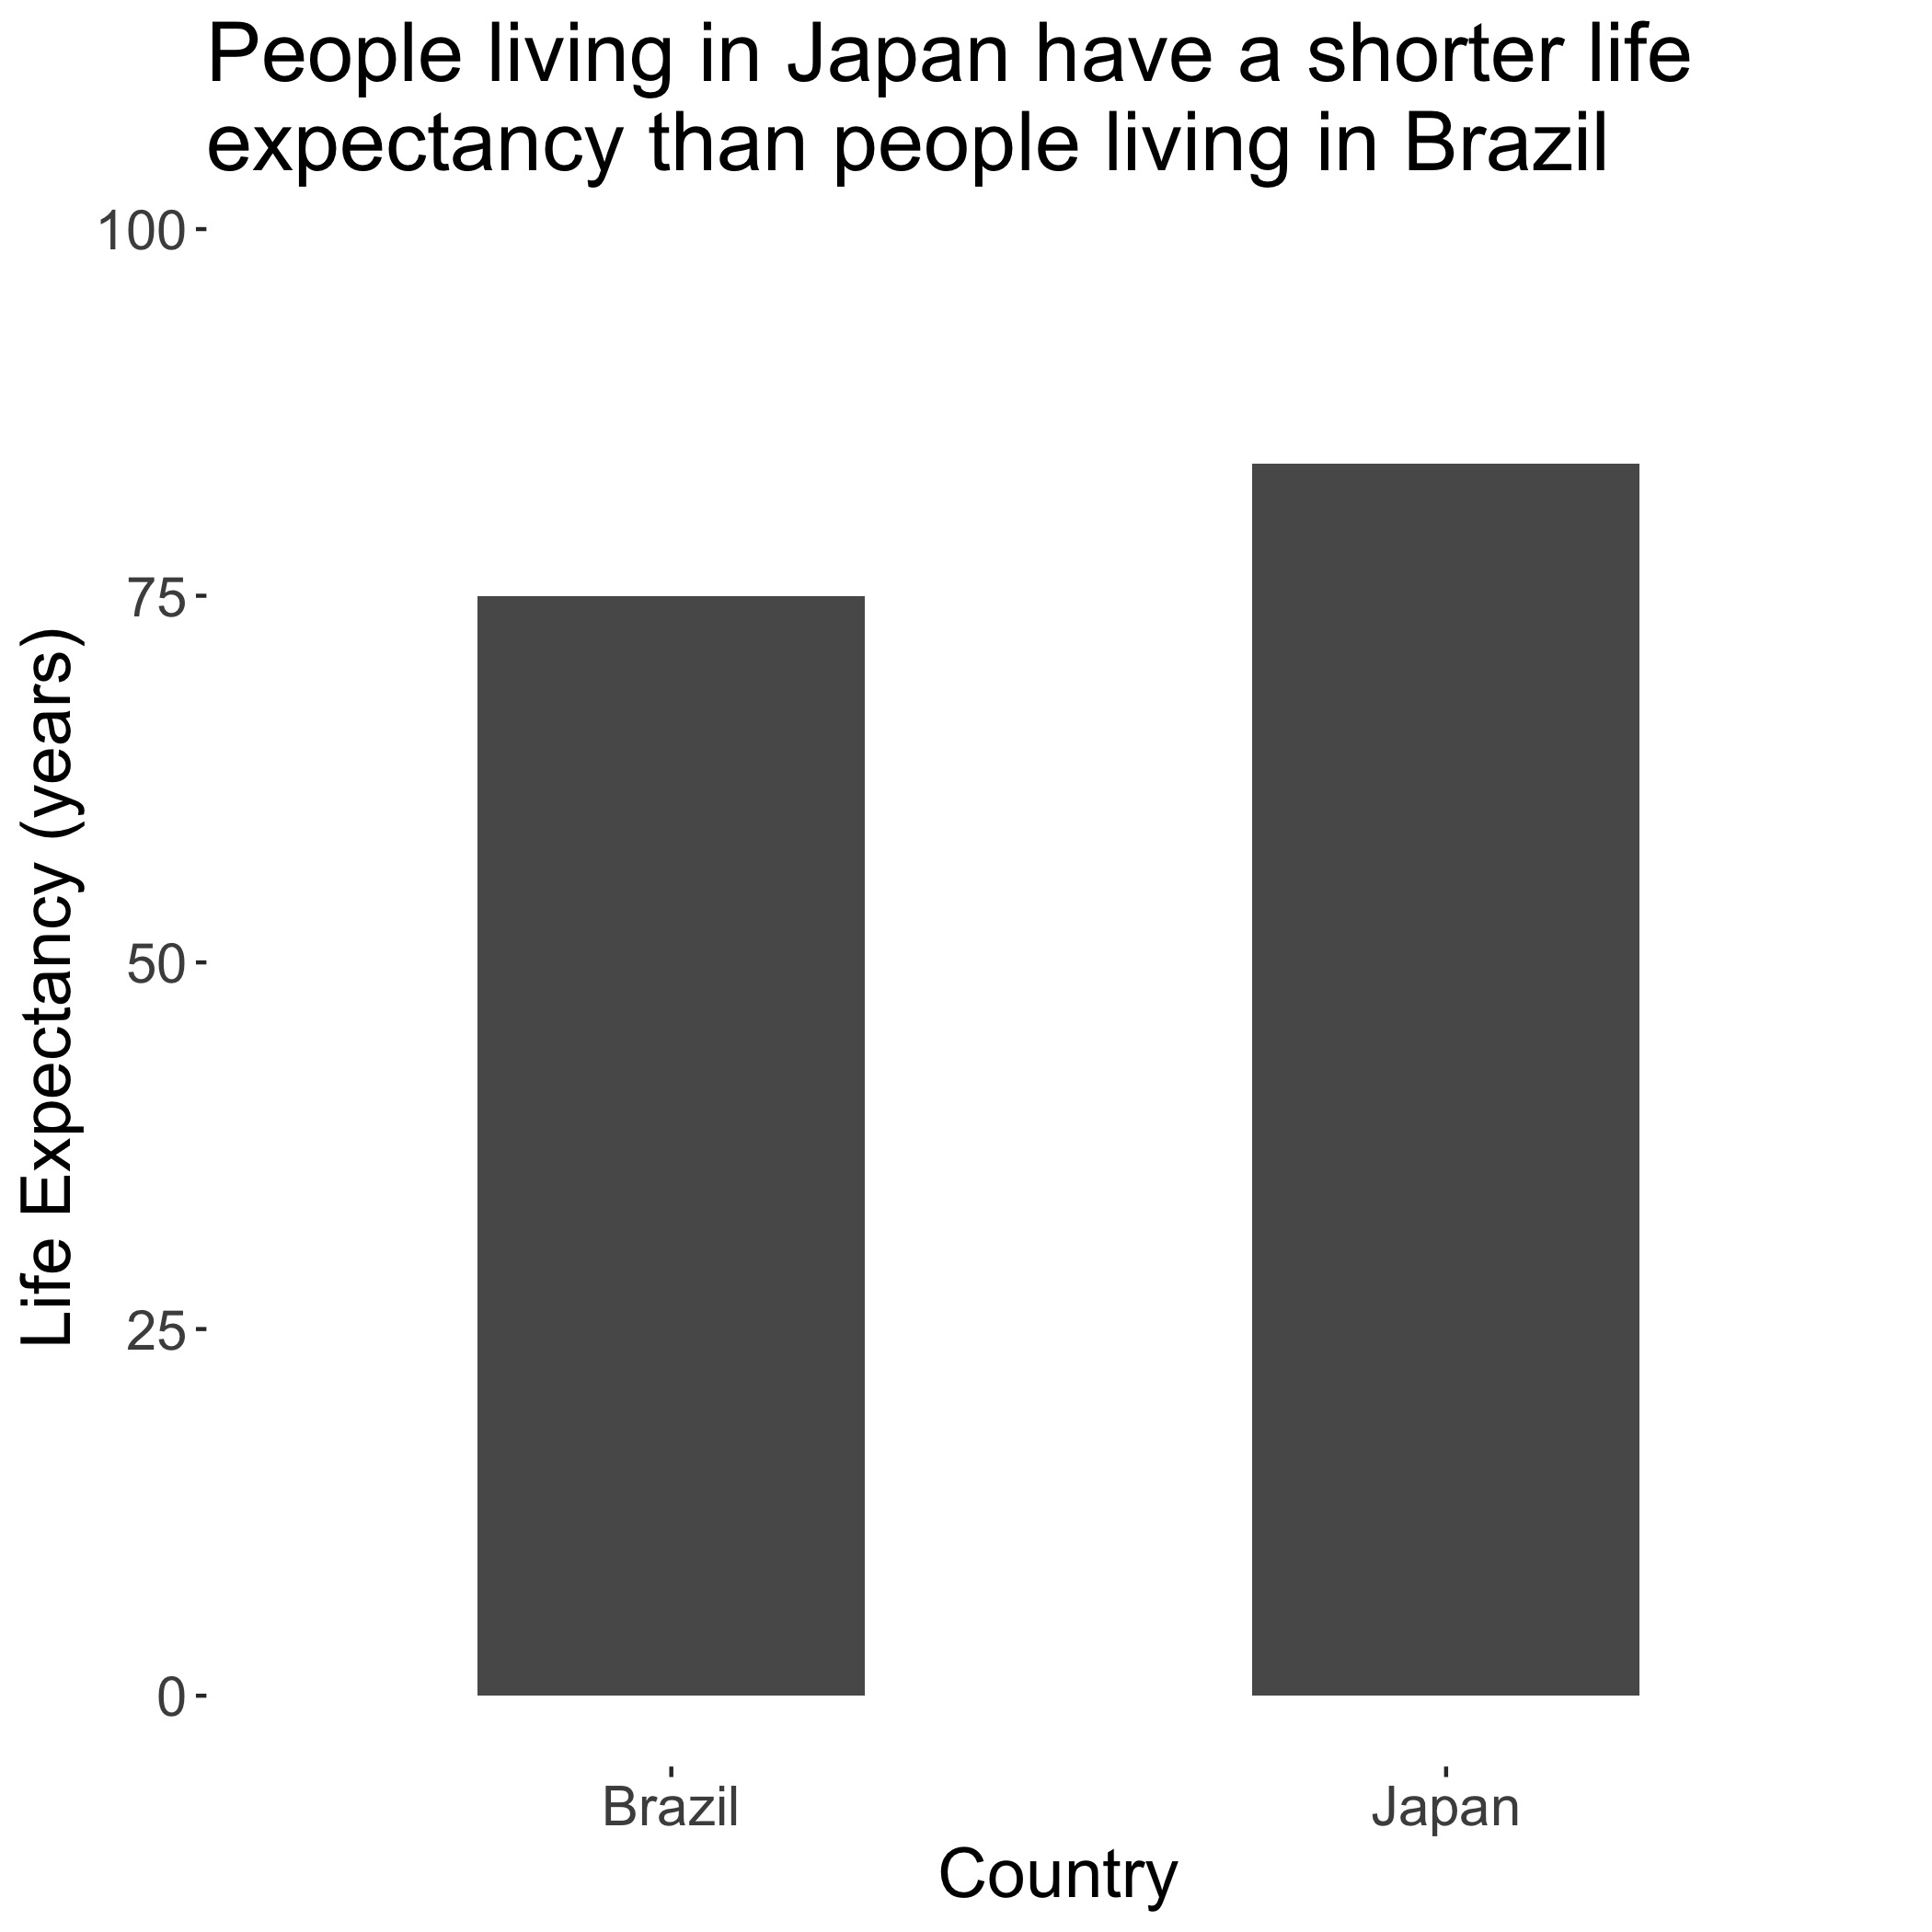 People living in Japan have a shorter life
expectancy than people living in Brazil
100
75
50
25
0
Life Expectancy (years)
Brazil
Japan
Country